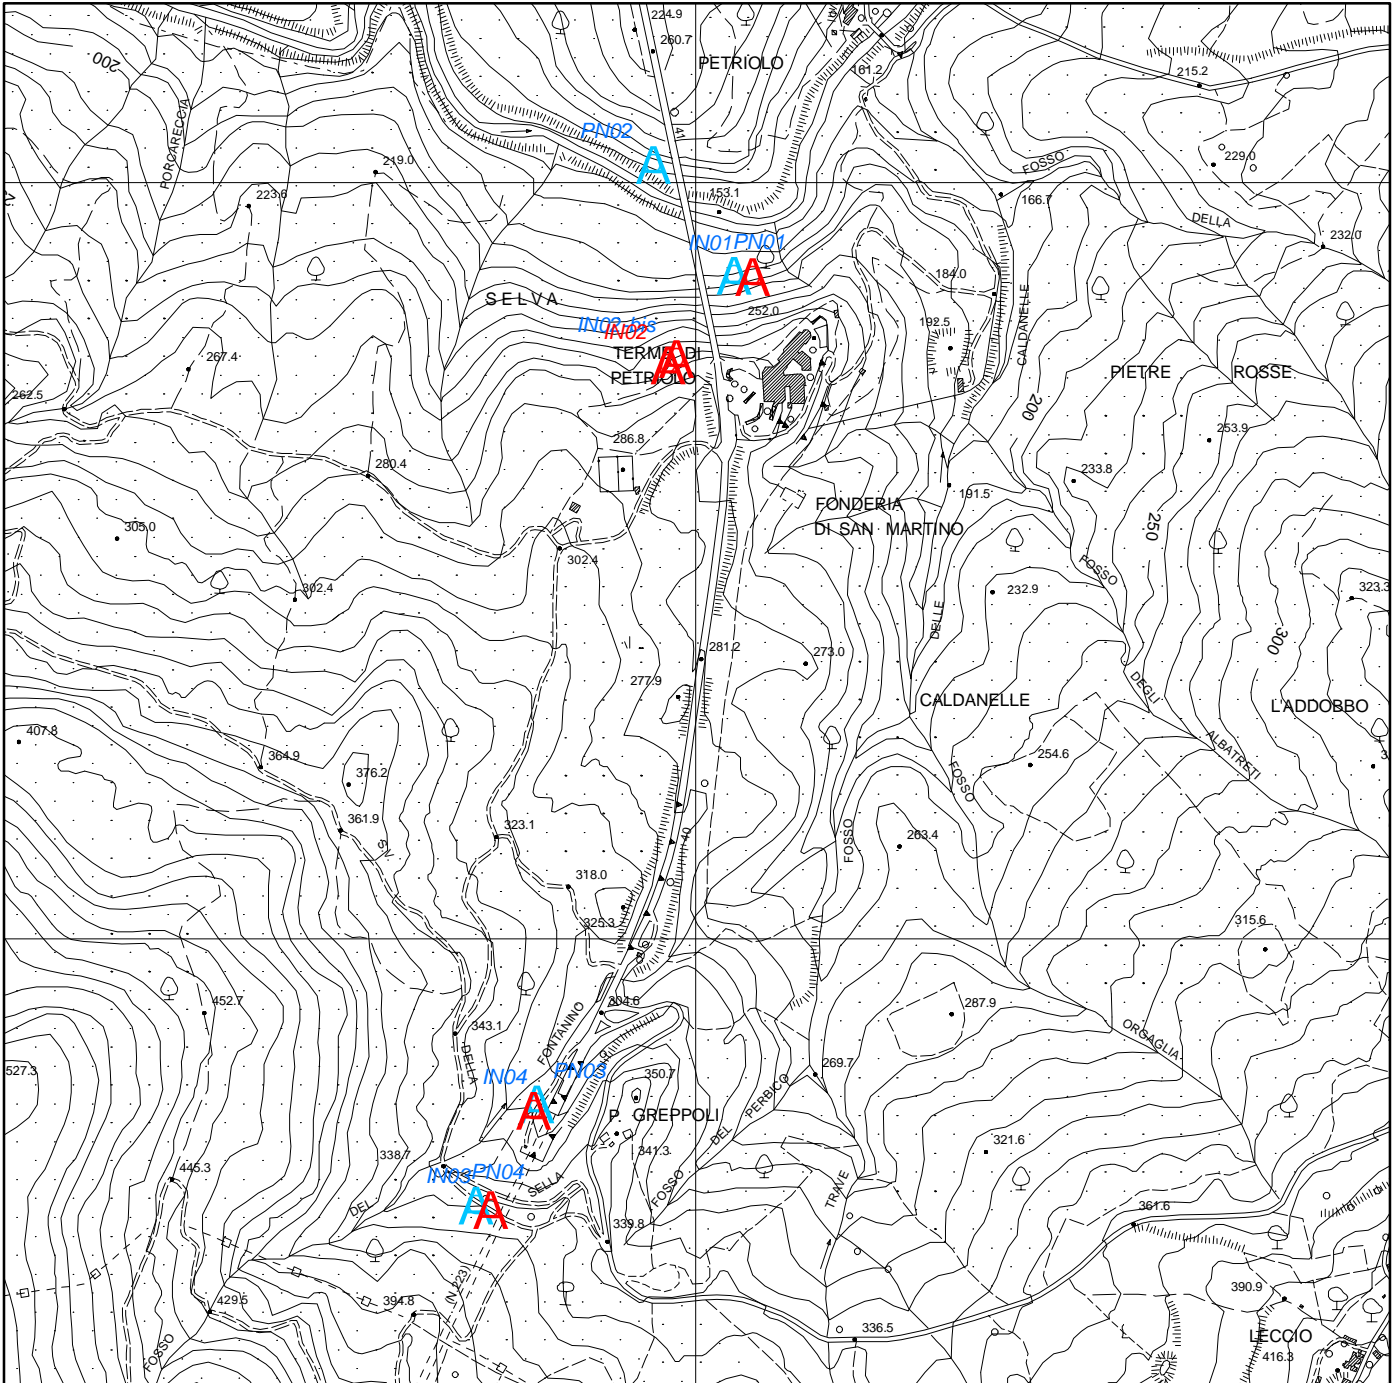 224.9
260.7
PETRIOLO
161.2
215.2
200
PORCARECCIA
PN02
41
219.0
223.6
153.1
FOSSO
229.0
166.7
DELLA
232.0
IN01 PN01
184.0
SELVA
252.0
192.5
CALDANELLE
IN02 bis
IN02
TERME DI
PETRIOLO
267.4
262.5
PIETRE ROSSE
200
253.9
286.8
280.4
233.8
191.5
FONDERIA
DI SAN MARTINO
250
305.0
302.4
302.4
FOSSO
232.9
323.3
DELLE
300
281.2
273.0
277.9
DEGLI
CALDANELLE
L'ADDOBBO
407.8
364.9
376.2
254.6
ALBATRETI
FOSSO
361.9
323.1
40
FOSSO
263.4
S.V.
318.0
325.3
315.6
452.7
304.6
287.9
343.1
FONTANINO
ORGAGLIA
DELLA
527.3
IN04
PN03
350.7
269.7
PERBICO
P. GREPPOLI
DEL
338.7
341.3
321.6
445.3
IN03 PN04
SELLA
FOSSO
TRAVE
DEL
339.8
361.6
(N.223)
429.5
394.8
390.9
336.5
LECCIO
FOSSO
416.3